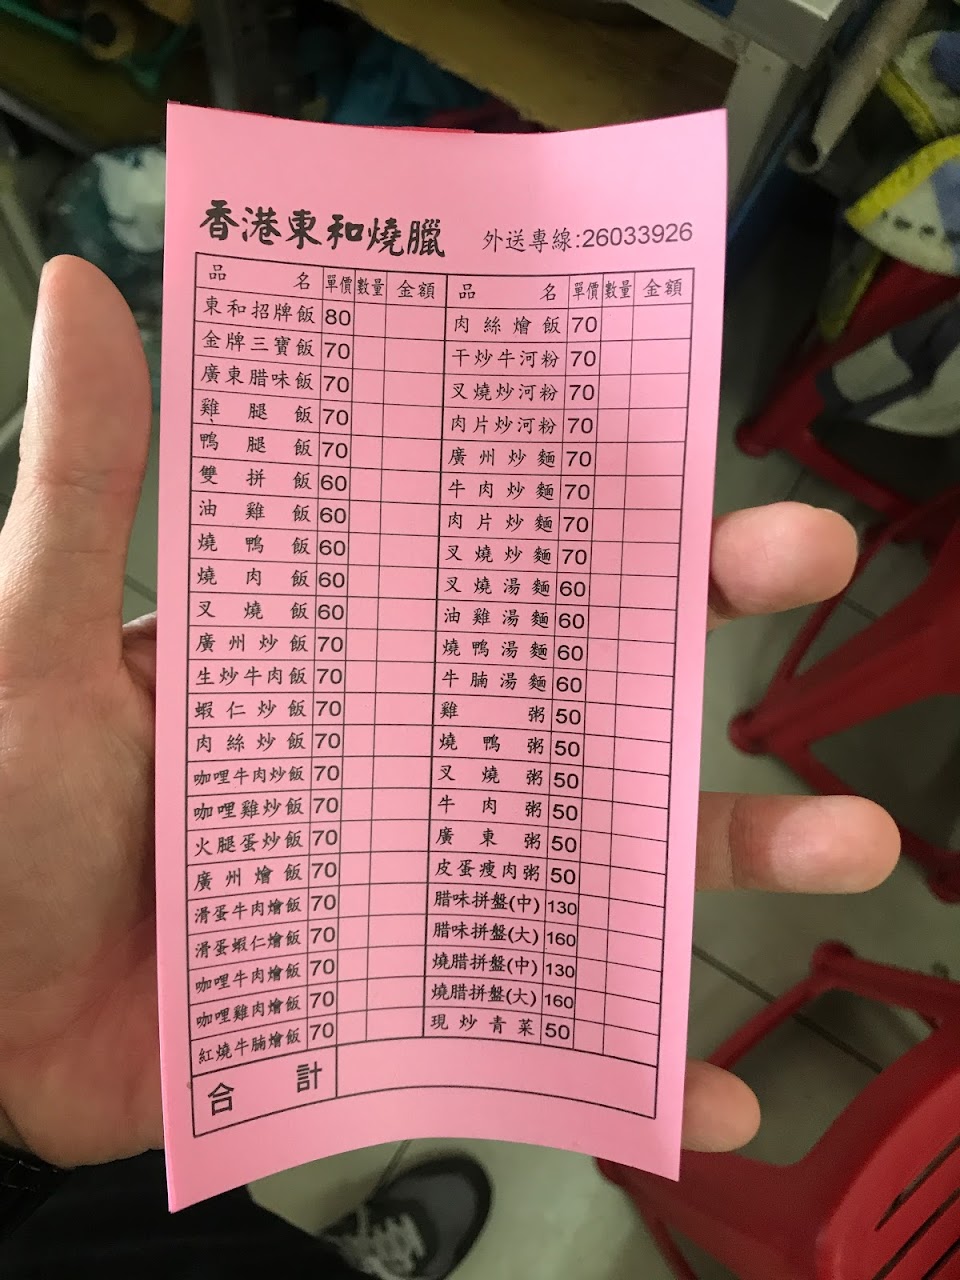 香港東和燒臘 外送專線:26033926
品名 單價 數量 金額
東和招牌飯 80
金牌三寶飯 70
廣東腊味飯 70
雞腿飯 70
鴨腿飯 70
雙拼飯 60
油雞飯 60
燒鴨飯 60
燒肉飯 60
叉燒飯 60
廣州炒飯 70
生炒牛肉飯 70
蝦仁炒飯 70
肉絲炒飯 70
咖哩牛肉炒飯 70
咖哩雞炒飯 70
火腿蛋炒飯 70
廣州燴飯 70
滑蛋牛肉燴飯 70
滑蛋蝦仁燴飯 70
咖哩牛肉燴飯 70
咖哩雞肉燴飯 70
紅燒牛腩燴飯 70
品名 單價 數量 金額
肉絲燴飯 70
干炒牛河粉 70
叉燒炒河粉 70
肉片炒河粉 70
廣州炒麵 70
牛肉炒麵 70
肉片炒麵 70
叉燒炒麵 70
叉燒湯麵 60
油雞湯麵 60
燒鴨湯麵 60
牛腩湯麵 60
雞粥 50
燒鴨粥 50
叉燒粥 50
牛肉粥 50
廣東粥 50
皮蛋瘦肉粥 50
腊味拼盤(中) 130
腊味拼盤(大) 160
燒腊拼盤(中) 130
燒腊拼盤(大) 160
現炒青菜 50
合計